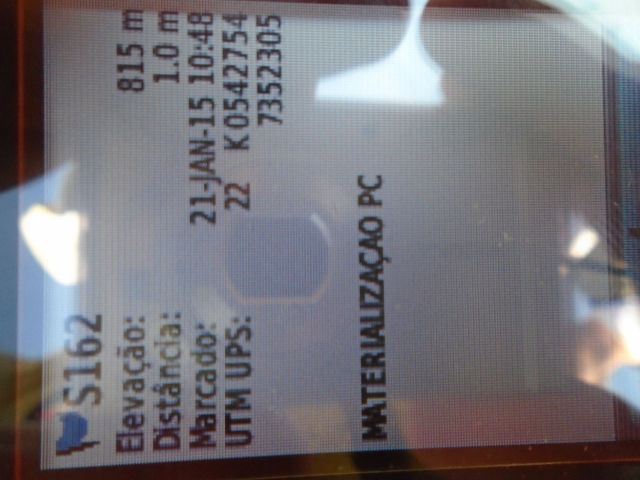 S162
Elevação: 815 m
Distância: 1.0 m
Marcado: 21-JAN-15 10:48
UTM UPS: 22 K 0542754
7352305
MATERIALIZAÇAO PC